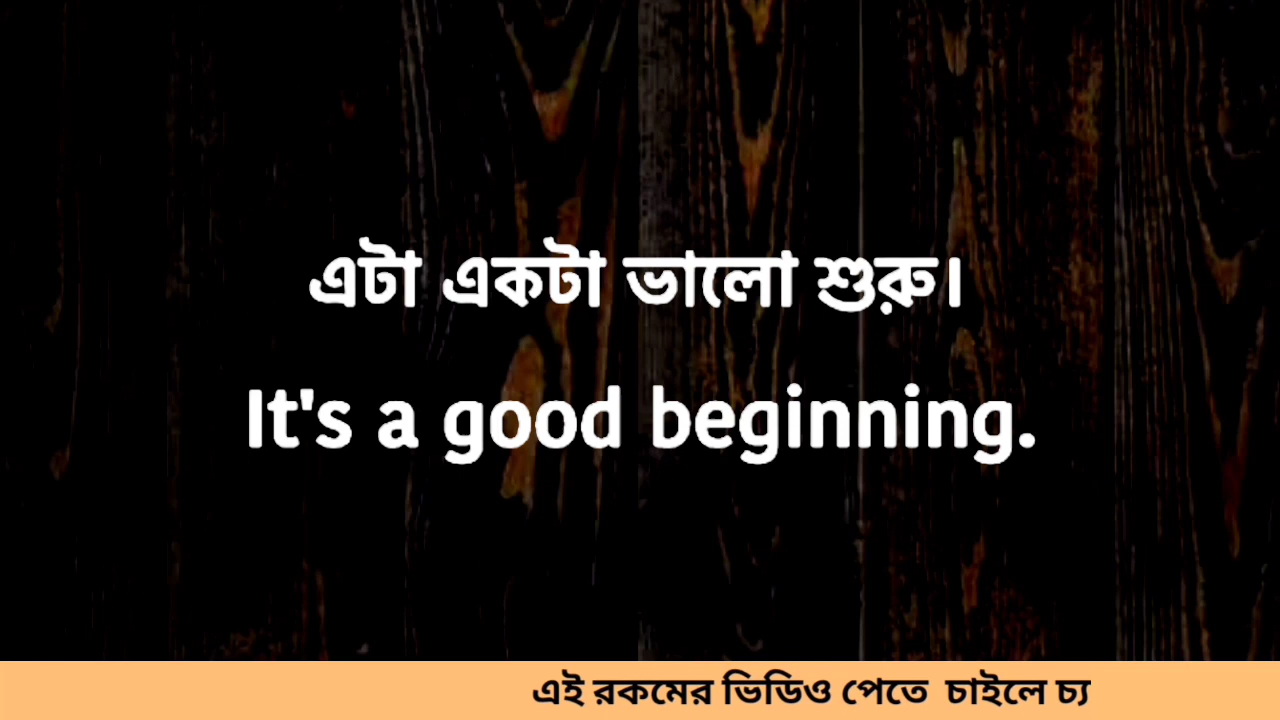 এটা একটা ভালো শুরু।
It's a good beginning.
এই রকমের ভিডিও পেতে চাইলে চ্য